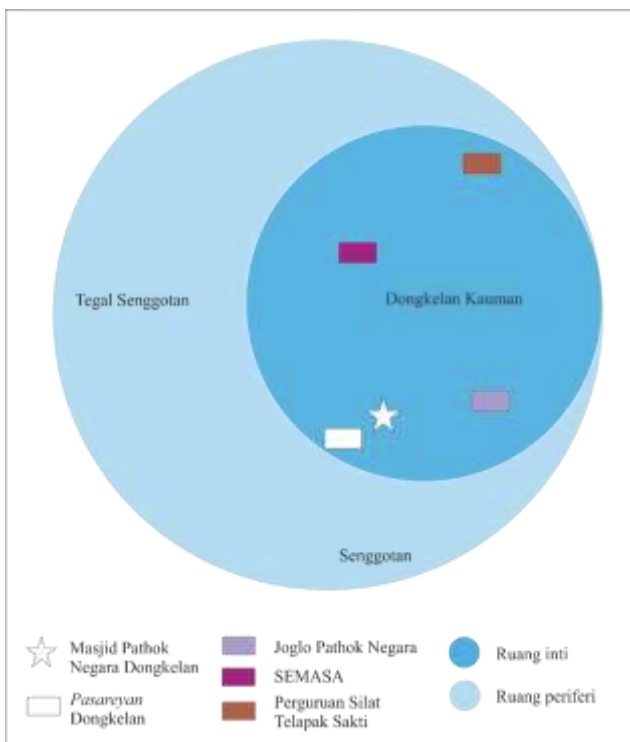 Tegal Senggotan
Dongkelan Kauman
Senggotan
Masjid Pathok
Negara Dongkelan
Pasareyan
Dongkelan
Joglo Pathok Negara
SEMASA
Perguruan Silat
Telapak Sakti
Ruang inti
Ruang periferi